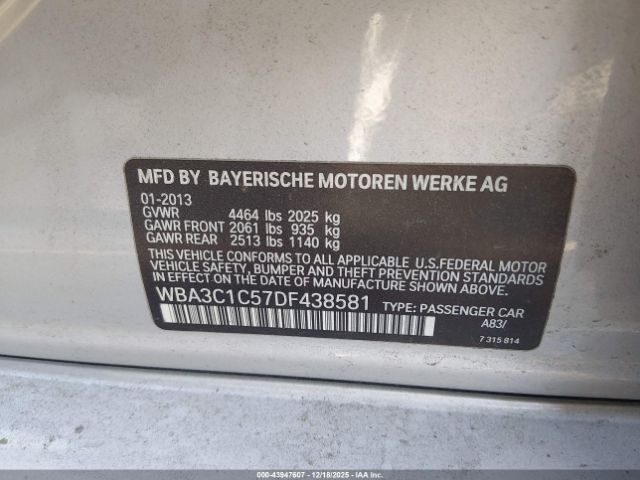 MFD BY BAYERISCHE MOTOREN WERKE AG
01-2013
GVWR 4464 lbs 2025 kg
GAWR FRONT 2061 lbs 935 kg
GAWR REAR 2513 lbs 1140 kg
THIS VEHICLE CONFORMS TO ALL APPLICABLE U.S.FEDERAL MOTOR
VEHICLE SAFETY, BUMPER, AND THEFT PREVENTION STANDARDS
IN EFFECT ON THE DATE OF MANUFACTURE SHOWN ABOVE.
WBA3C1C57DF438581 TYPE: PASSENGER CAR
A83/
7 315 814
000-43947607 - 12/18/2025 - IAA Inc. - Copyright